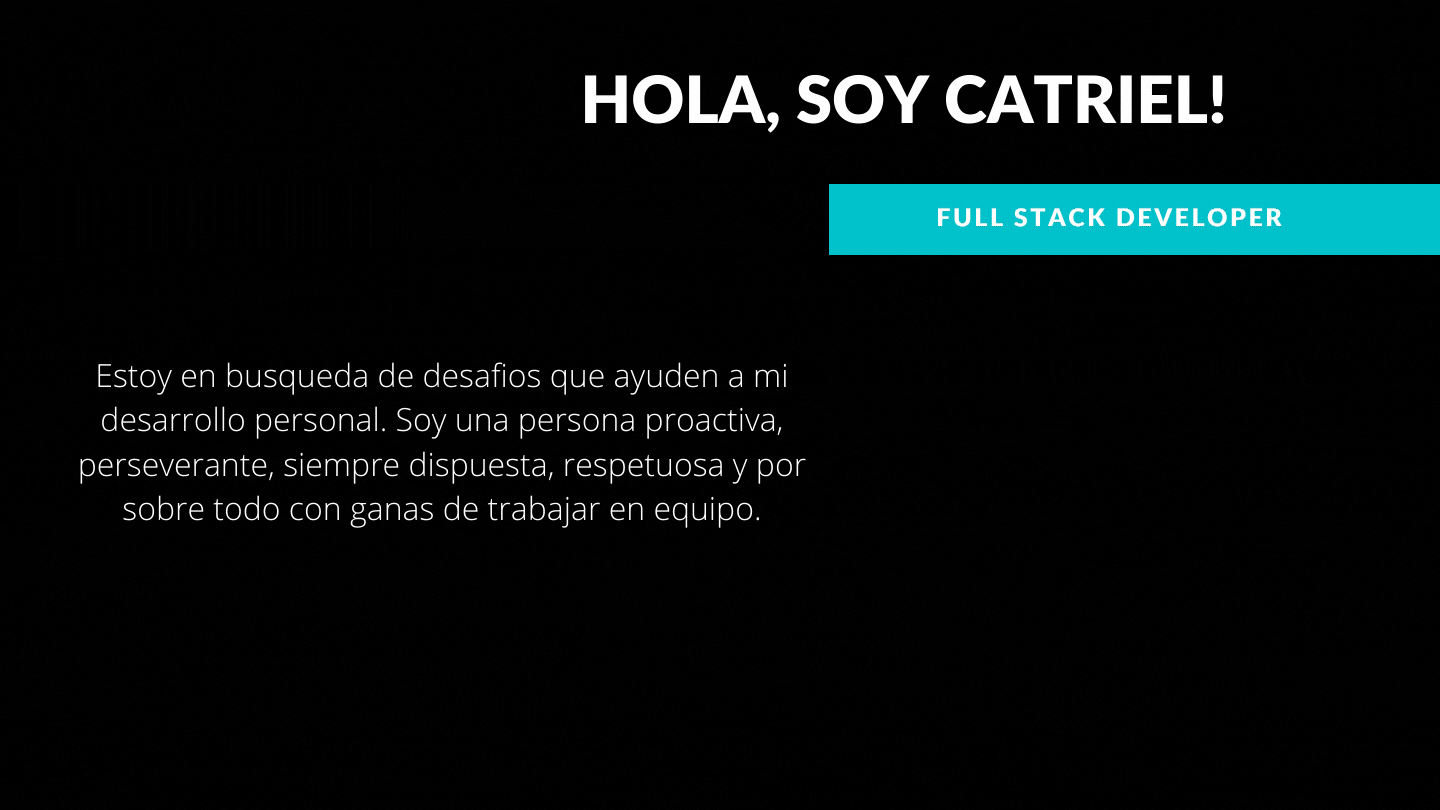 HOLA, SOY CATRIEL!
FULL STACK DEVELOPER
Estoy en busqueda de desafios que ayuden a mi
desarrollo personal. Soy una persona proactiva,
perseverante, siempre dispuesta, respetuosa y por
sobre todo con ganas de trabajar en equipo.